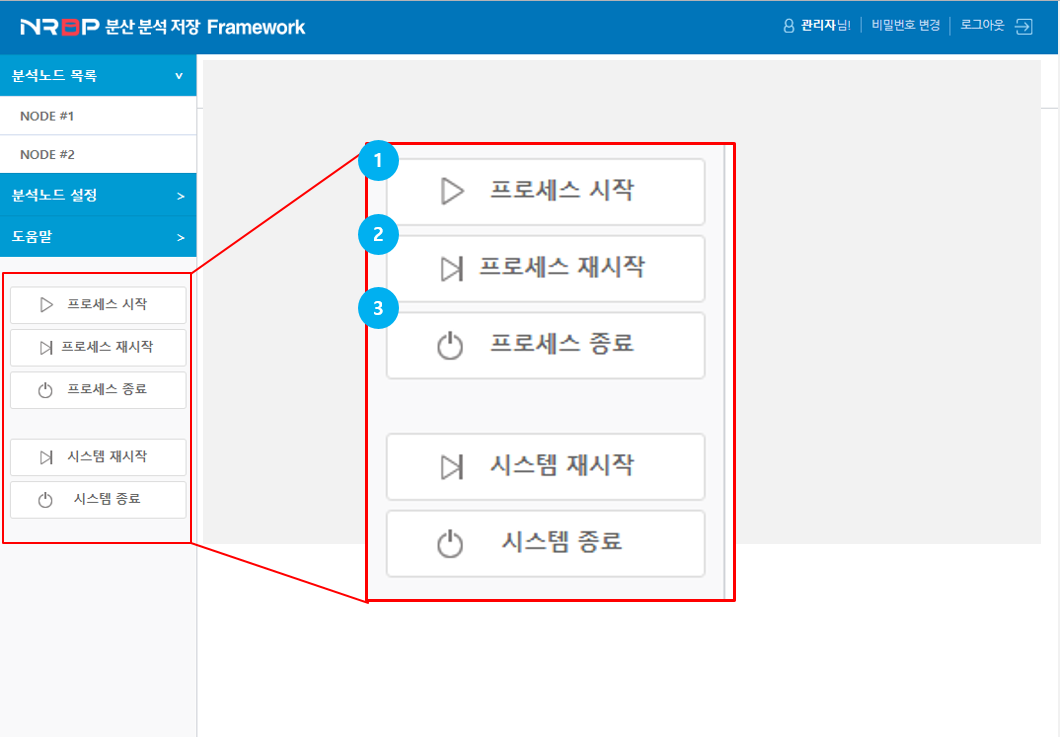 NRBP 분산 분석 저장 Framework
관리자님! 비밀번호 변경 로그아웃
분석노드 목록
NODE #1
NODE #2
분석노드 설정 >
도움말 >
프로세스 시작
프로세스 재시작
프로세스 종료
시스템 재시작
시스템 종료
1
프로세스 시작
2
프로세스 재시작
3
프로세스 종료
시스템 재시작
시스템 종료